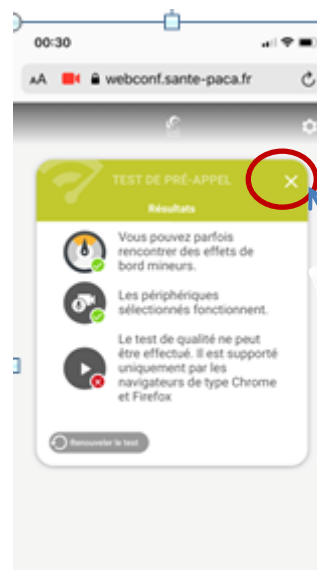 00:30
AA webconf.sante-paca.fr
TEST DE PRÉ-APPEL
Résultats
Vous pouvez parfois
rencontrer des effets de
bord mineurs.
Les périphériques
sélectionnés fonctionnent.
Le test de qualité ne peut
être effectué. Il est supporté
uniquement par les
navigateurs de type Chrome
et Firefox
Renouveler le test